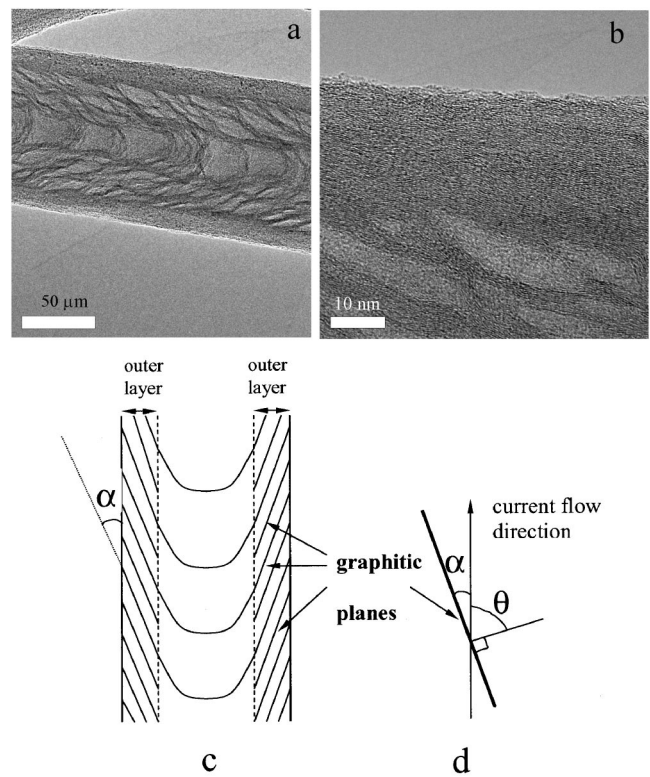 a
b
50 μm
10 nm
outer
layer
outer
layer
α
graphitic
planes
current flow
direction
α
θ
c
d